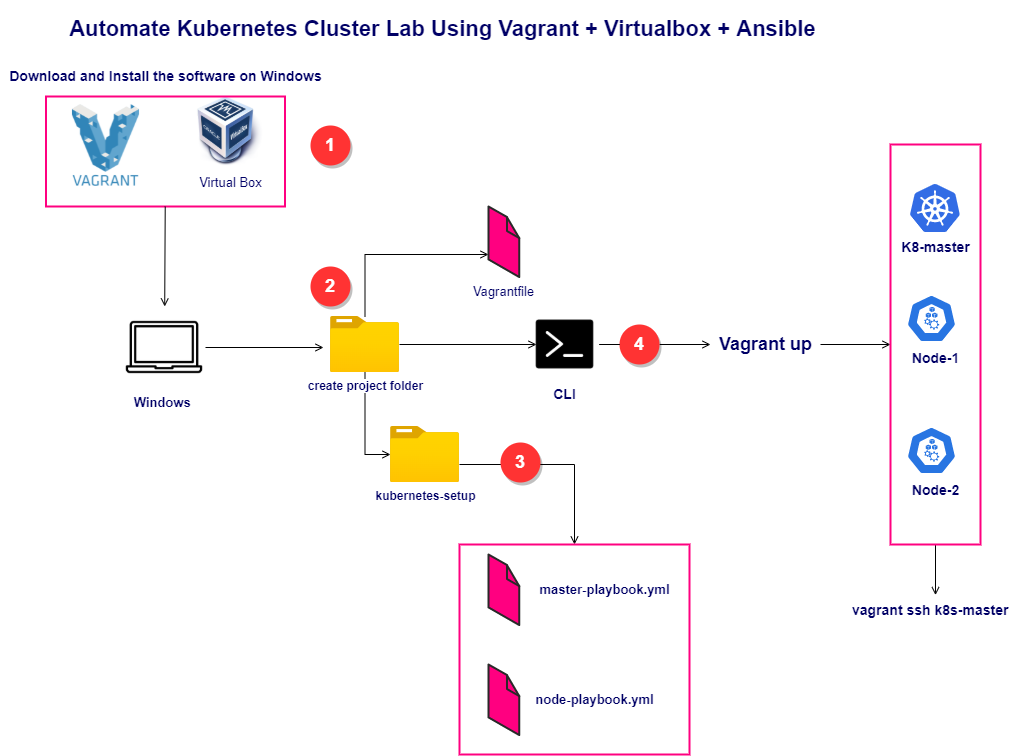 Automate Kubernetes Cluster Lab Using Vagrant + Virtualbox + Ansible
Download and Install the software on Windows
VAGRANT
ORACLE
VirtualBox
Virtual Box
1
K8-master
2
Vagrantfile
4
Vagrant up
Node-1
create project folder
CLI
Windows
3
kubernetes-setup
Node-2
master-playbook.yml
vagrant ssh k8s-master
node-playbook.yml